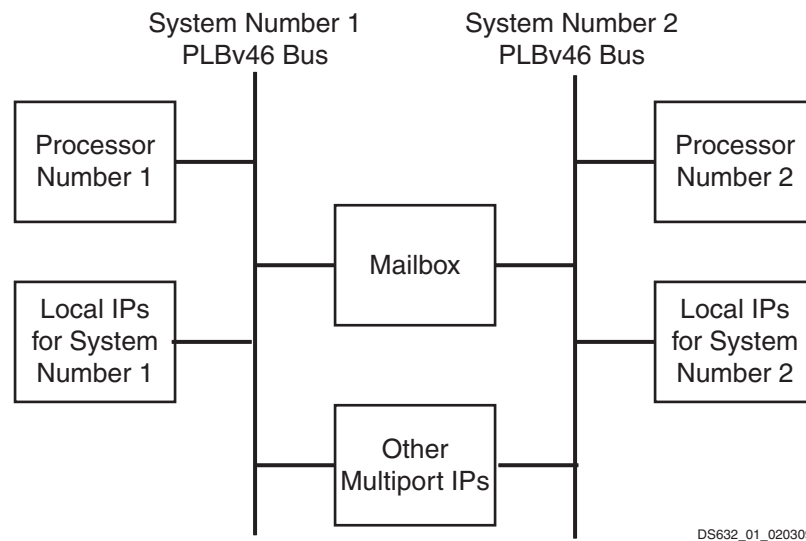 System Number 1
PLBv46 Bus
System Number 2
PLBv46 Bus
Processor
Number 1
Processor
Number 2
Mailbox
Local IPs
for System
Number 1
Local IPs
for System
Number 2
Other
Multiport IPs
DS632_01_020309